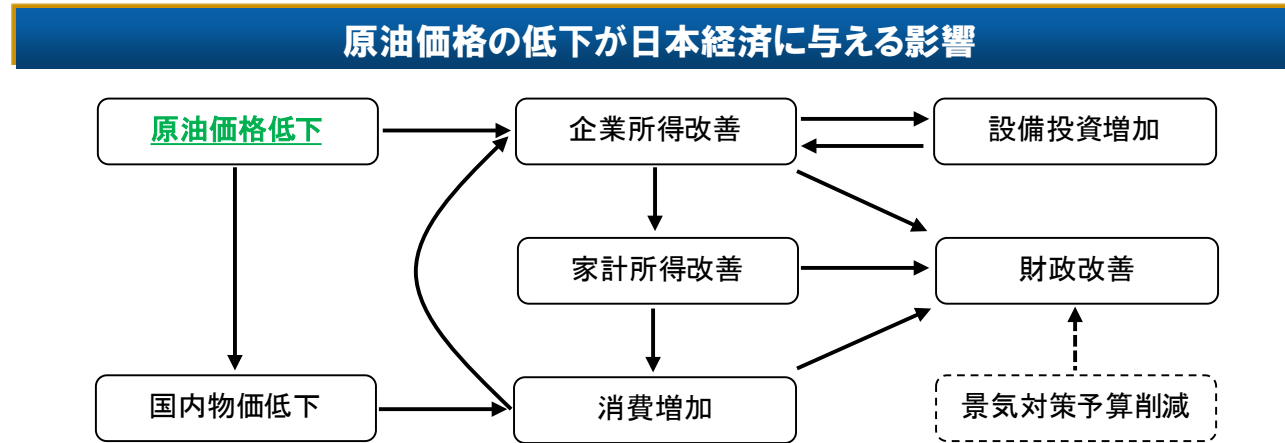 原油価格の低下が日本経済に与える影響
原油価格低下
企業所得改善
設備投資増加
家計所得改善
財政改善
国内物価低下
消費増加
景気対策予算削減